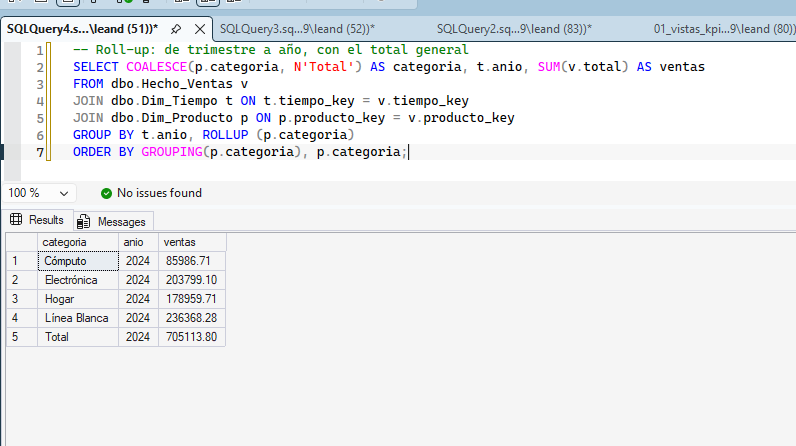 SQLQuery4.s...\leand (51))*
SQLQuery3.sq...9\leand (52))*
SQLQuery2.sq...9\leand (83))*
01_vistas_kpi...9\leand (80))
1 -- Roll-up: de trimestre a año, con el total general
2 SELECT COALESCE(p.categoria, N'Total') AS categoria, t.anio, SUM(v.total) AS ventas
3 FROM dbo.Hecho_Ventas v
4 JOIN dbo.Dim_Tiempo t ON t.tiempo_key = v.tiempo_key
5 JOIN dbo.Dim_Producto p ON p.producto_key = v.producto_key
6 GROUP BY t.anio, ROLLUP (p.categoria)
7 ORDER BY GROUPING(p.categoria), p.categoria;
100 % No issues found
Results Messages
categoria anio ventas
1 Cómputo 2024 85986.71
2 Electrónica 2024 203799.10
3 Hogar 2024 178959.71
4 Línea Blanca 2024 236368.28
5 Total 2024 705113.80